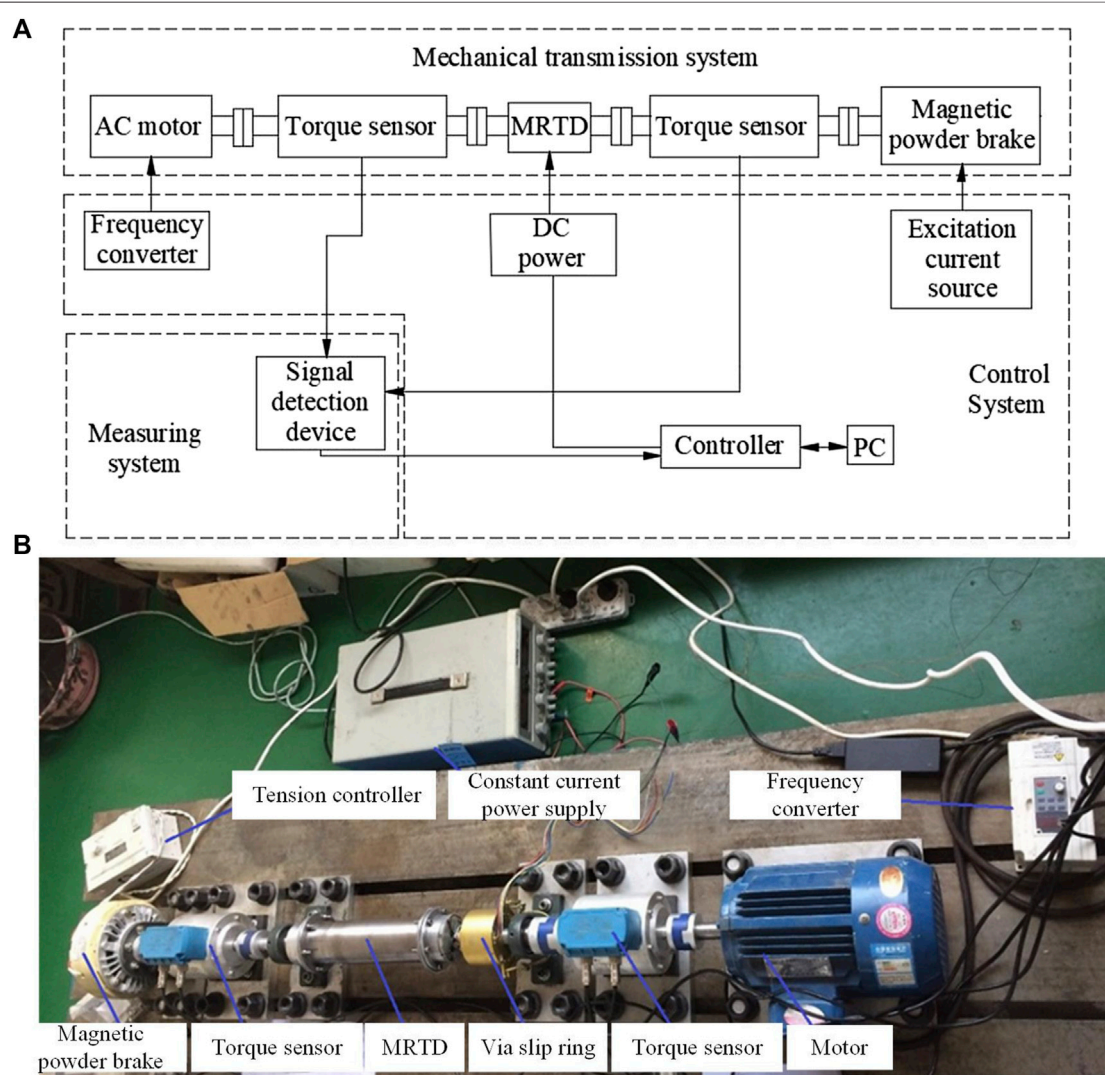 A
Mechanical transmission system
AC motor
Torque sensor
MRTD
Torque sensor
Magnetic
powder brake
Frequency
converter
DC
power
Excitation
current
source
Signal
detection
device
Measuring
system
Control
System
Controller
PC
B
Tension controller
Constant current
power supply
Frequency
converter
Magnetic
powder brake
Torque sensor
MRTD
Via slip ring
Torque sensor
Motor